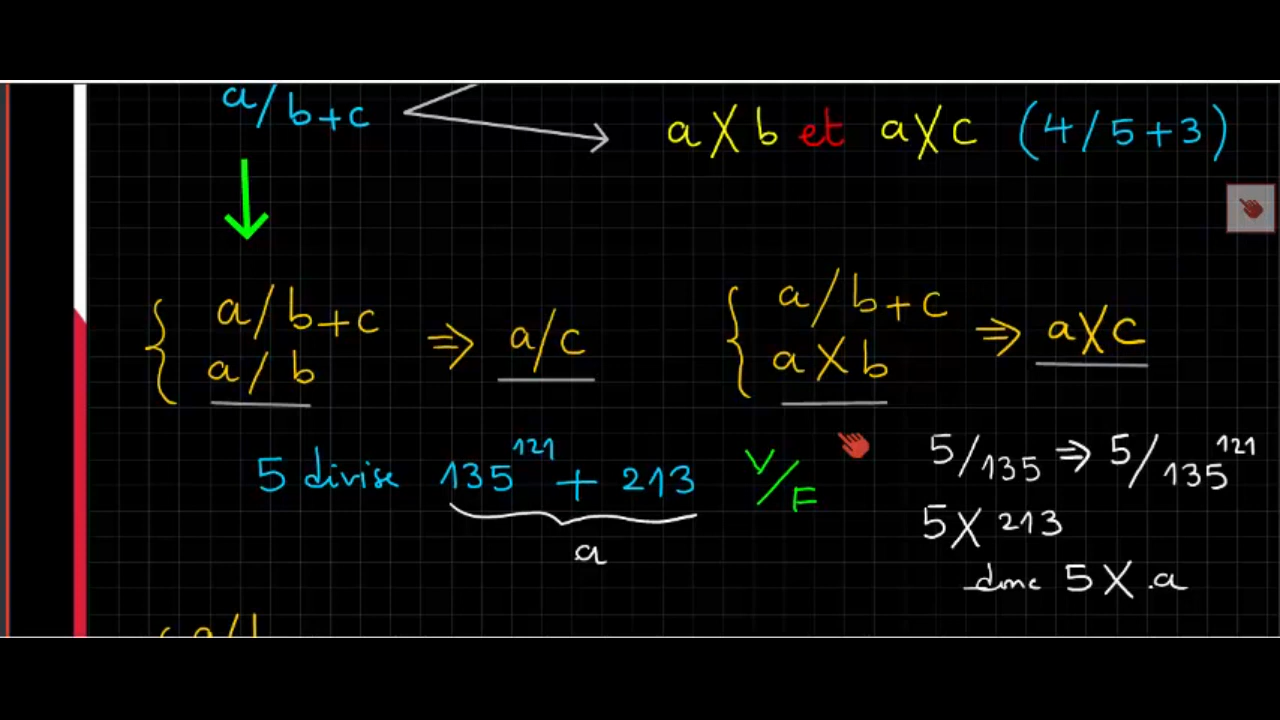 a/b+c
a∤b et a∤c (4/5+3)
{ a/b+c
a/b ⇒ a/c
{ a/b+c
a∤b ⇒ a∤c
5 divise 135^121 + 213 V/F
a
5/135 ⇒ 5/135^121
5∤213
donc 5∤a